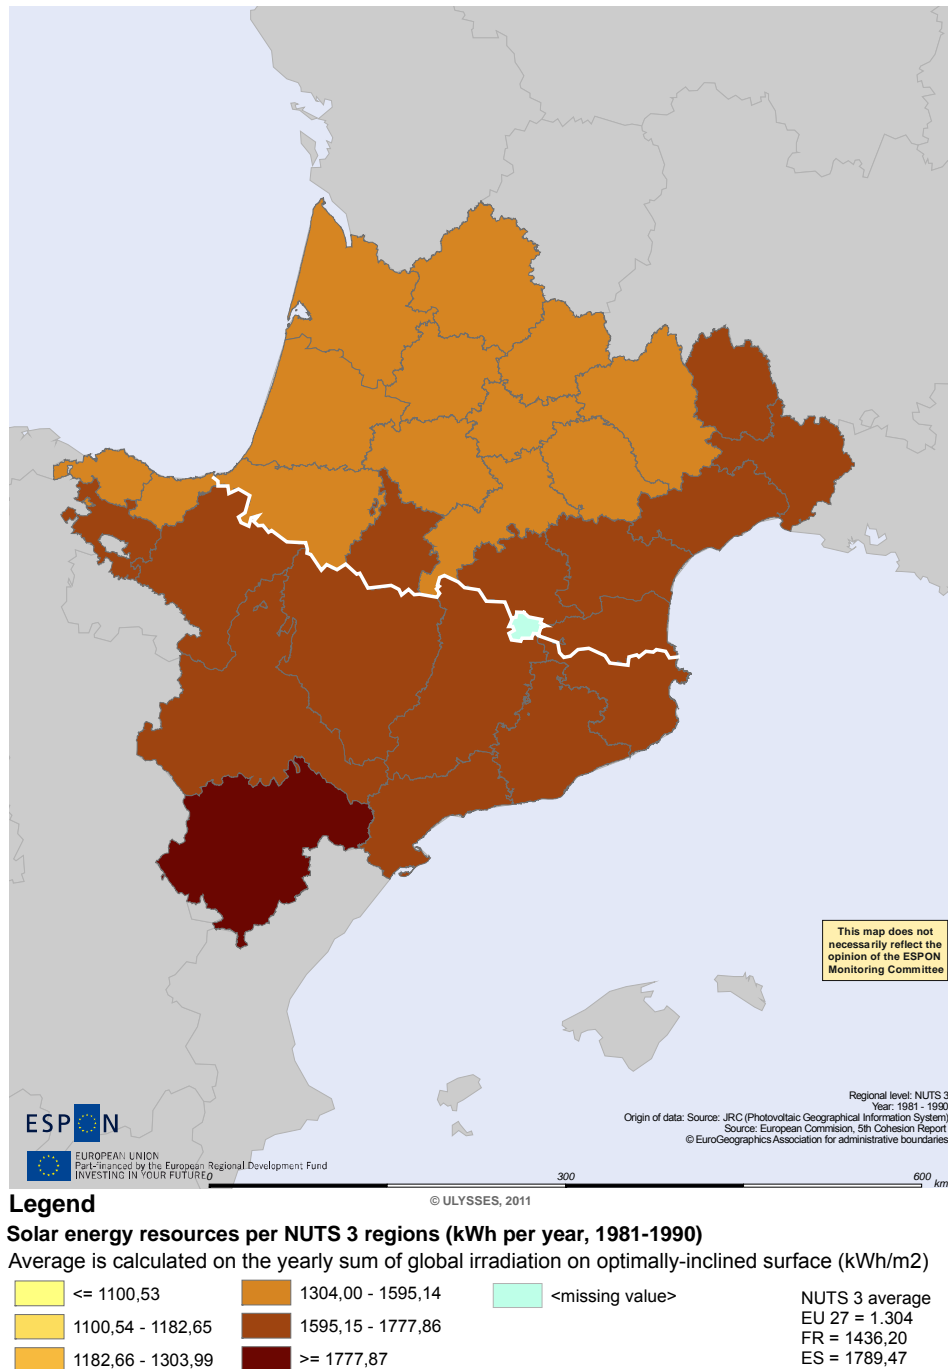 This map does not
necessarily reflect the
opinion of the ESPON
Monitoring Committee
Regional level: NUTS 3
Year: 1981 - 1990
Origin of data: Source: JRC (Photovoltaic Geographical Information System)
Source: European Commision, 5th Cohesion Report
© EuroGeographics Association for administrative boundaries
ESPON
EUROPEAN UNION
Part-financed by the European Regional Development Fund
INVESTING IN YOUR FUTURE
0 300 600
km
Legend
© ULYSSES, 2011
Solar energy resources per NUTS 3 regions (kWh per year, 1981-1990)
Average is calculated on the yearly sum of global irradiation on optimally-inclined surface (kWh/m2)
<= 1100,53
1100,54 - 1182,65
1182,66 - 1303,99
1304,00 - 1595,14
1595,15 - 1777,86
>= 1777,87
<missing value>
NUTS 3 average
EU 27 = 1.304
FR = 1436,20
ES = 1789,47